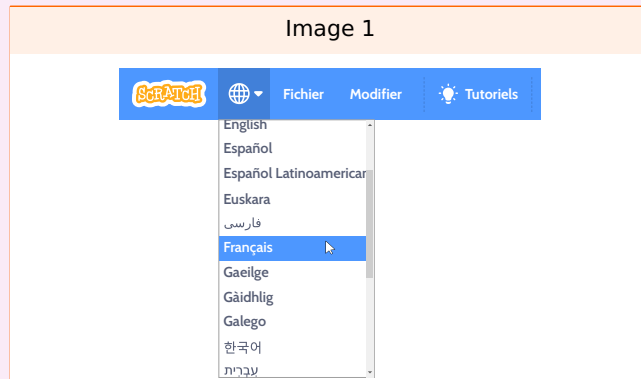 Image 1
SCRATCH Fichier Modifier Tutoriels
English
Español
Español Latinoamerican
Euskara
فارسی
Français
Gaeilge
Gàidhlig
Galego
한국어
עִבְרִית